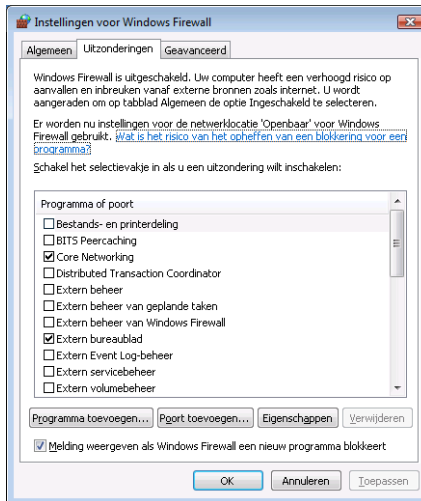 Instellingen voor Windows Firewall
Algemeen Uitzonderingen Geavanceerd
Windows Firewall is uitgeschakeld. Uw computer heeft een verhoogd risico op
aanvallen en inbreuken vanaf externe bronnen zoals internet. U wordt
aangeraden om op tabblad Algemeen de optie Ingeschakeld te selecteren.
Er worden nu instellingen voor de netwerklocatie 'Openbaar' voor Windows
Firewall gebruikt. Wat is het risico van het opheffen van een blokkering voor een
programma?
Schakel het selectievakje in als u een uitzondering wilt inschakelen:
Programma of poort
Bestands- en printerdeling
BITS Peercaching
Core Networking
Distributed Transaction Coordinator
Extern beheer
Extern beheer van geplande taken
Extern beheer van Windows Firewall
Extern bureaublad
Extern Event Log-beheer
Extern servicebeheer
Extern volumebeheer
Programma toevoegen... Poort toevoegen... Eigenschappen Verwijderen
Melding weergeven als Windows Firewall een nieuw programma blokkeert
OK Annuleren Toepassen